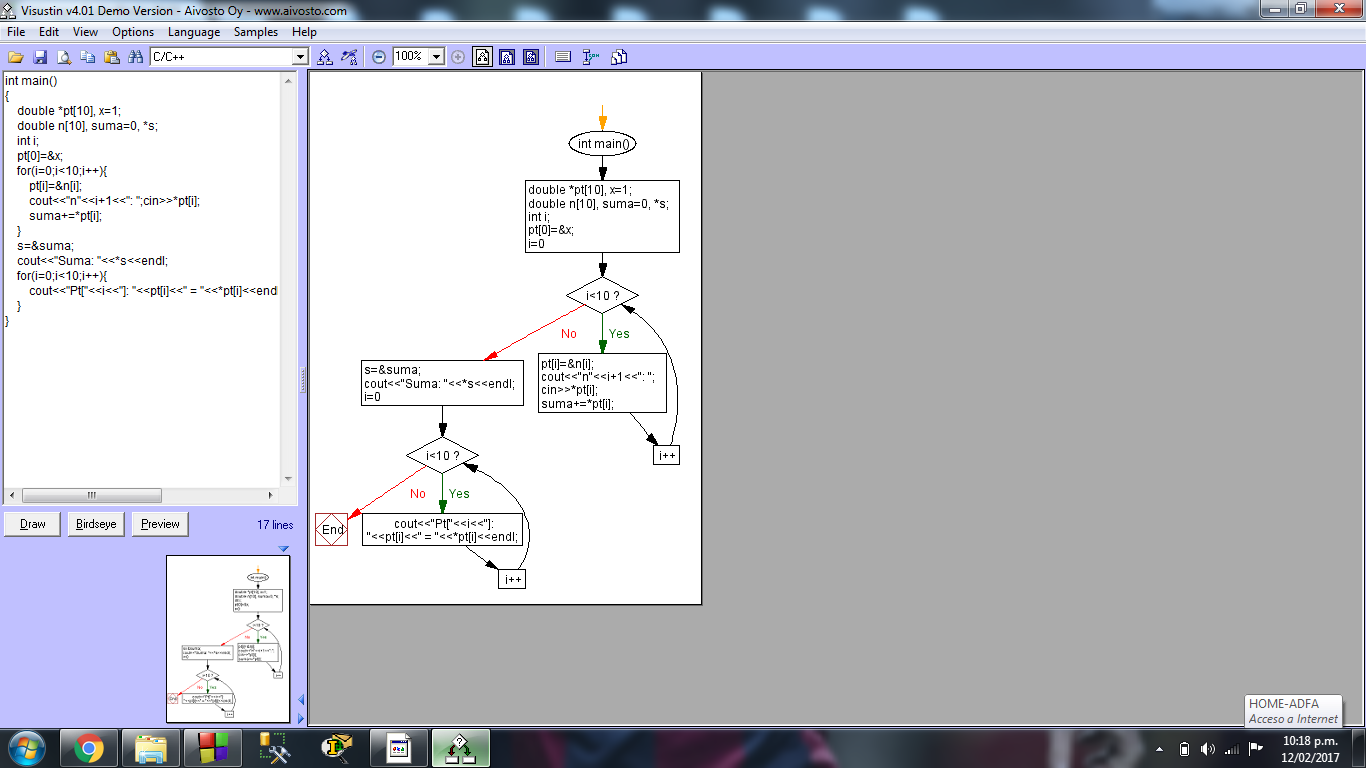 Visustin v4.01 Demo Version - Aivosto Oy - www.aivosto.com
File Edit View Options Language Samples Help
C/C++
100%
int main()
{
double *pt[10], x=1;
double n[10], suma=0, *s;
int i;
pt[0]=&x;
for(i=0;i<10;i++){
pt[i]=&n[i];
cout<<"n"<<i+1<<": ";cin>>*pt[i];
suma+=*pt[i];
}
s=&suma;
cout<<"Suma: "<<*s<<endl;
for(i=0;i<10;i++){
cout<<"Pt["<<i<<"]: "<<pt[i]<<" = "<<*pt[i]<<end
}
}
Draw Birdseye Preview 17 lines
int main()
double *pt[10], x=1;
double n[10], suma=0, *s;
int i;
pt[0]=&x;
i=0
i<10 ?
No Yes
pt[i]=&n[i];
cout<<"n"<<i+1<<": ";
cin>>*pt[i];
suma+=*pt[i];
i++
s=&suma;
cout<<"Suma: "<<*s<<endl;
i=0
i<10 ?
No Yes
End
cout<<"Pt["<<i<<"]:
"<<pt[i]<<" = "<<*pt[i]<<endl;
i++
HOME-ADFA
Acceso a Internet
10:18 p.m.
12/02/2017